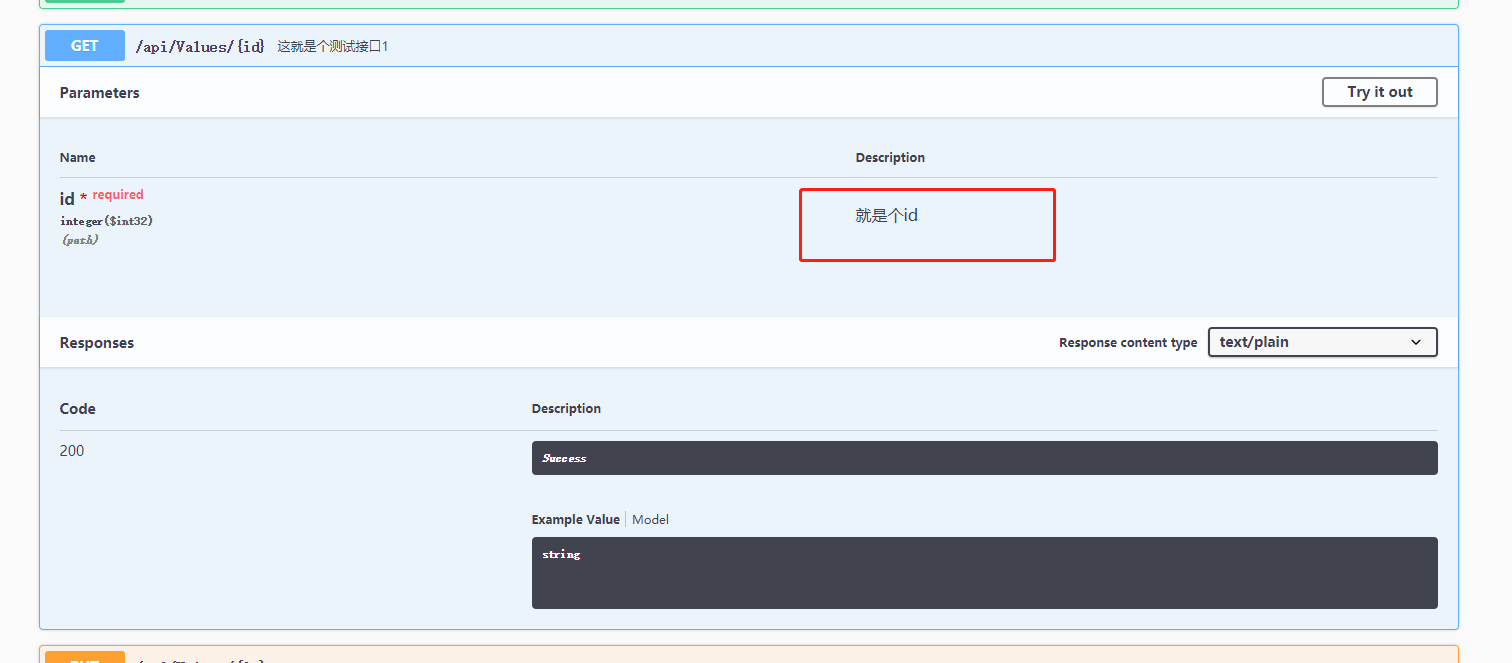 GET /api/Values/{id} 这就是个测试接口1
Parameters
Try it out
Name Description
id * required
integer($int32)
(path)
就是个id
Responses
Response content type text/plain
Code Description
200
Success
Example Value Model
string